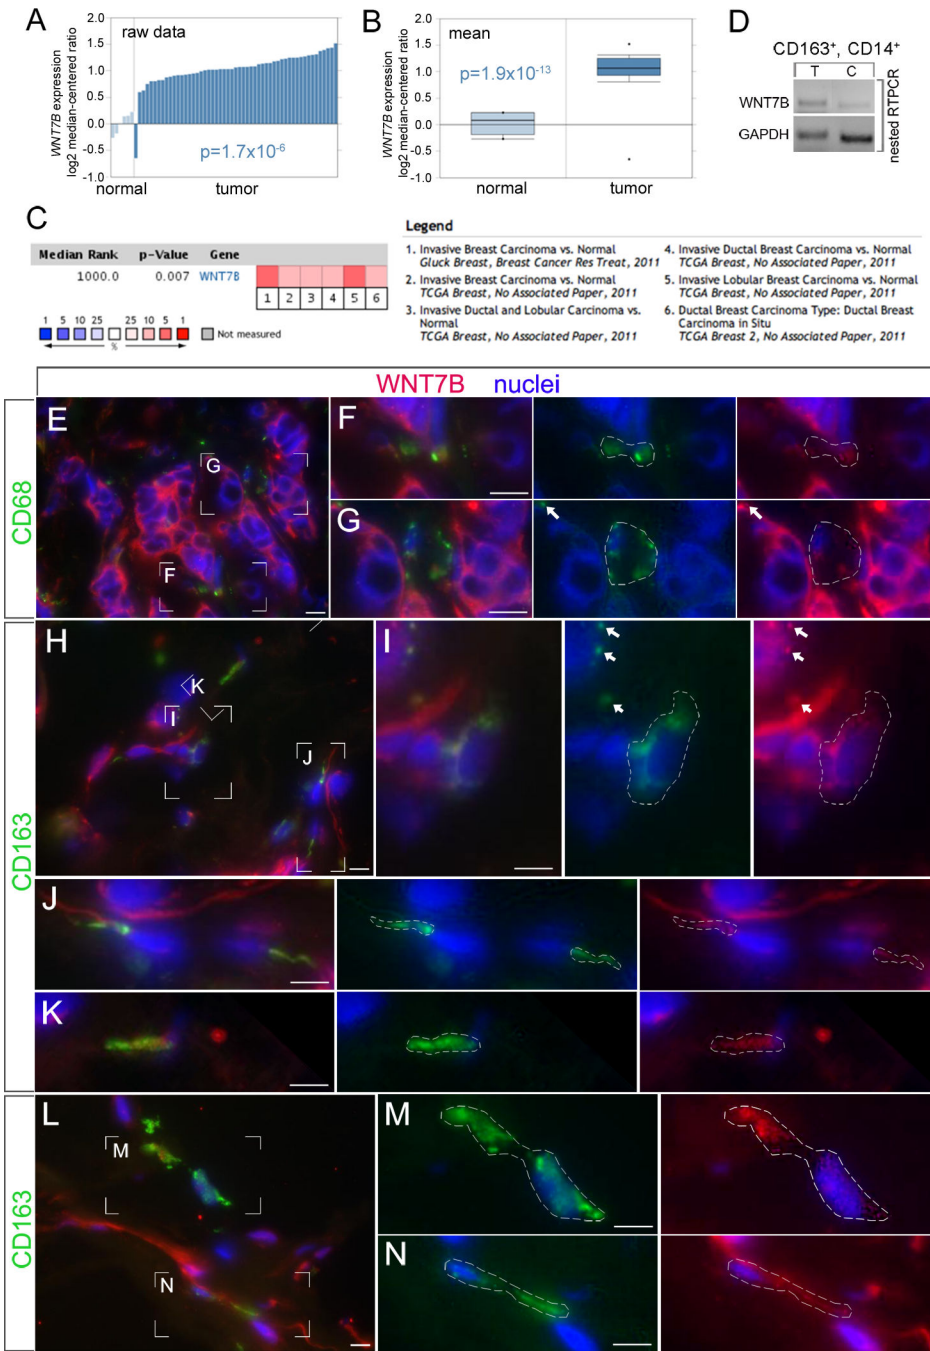 A
raw data
WNT7B expression
log2 median-centered ratio
2.0
1.5
1.0
0.5
0.0
-0.5
-1.0
p=1.7x10-6
normal
tumor
B
mean
WNT7B expression
log2 median-centered ratio
2.0
1.5
1.0
0.5
0.0
-0.5
-1.0
p=1.9x10-13
normal
tumor
D
CD163+, CD14+
T C
WNT7B
GAPDH
nested RTPCR
C
Median Rank p-Value Gene
1000.0 0.007 WNT7B
1 2 3 4 5 6
1 5 10 25 25 10 5 1
%
Not measured
Legend
1. Invasive Breast Carcinoma vs. Normal
Gluck Breast, Breast Cancer Res Treat, 2011
2. Invasive Breast Carcinoma vs. Normal
TCGA Breast, No Associated Paper, 2011
3. Invasive Ductal and Lobular Carcinoma vs.
Normal
TCGA Breast, No Associated Paper, 2011
4. Invasive Ductal Breast Carcinoma vs. Normal
TCGA Breast, No Associated Paper, 2011
5. Invasive Lobular Breast Carcinoma vs. Normal
TCGA Breast, No Associated Paper, 2011
6. Ductal Breast Carcinoma Type: Ductal Breast
Carcinoma in Situ
TCGA Breast 2, No Associated Paper, 2011
WNT7B nuclei
CD68
E
G
F
F
G
CD163
H
K
I
J
I
J
K
CD163
L
M
N
M
N